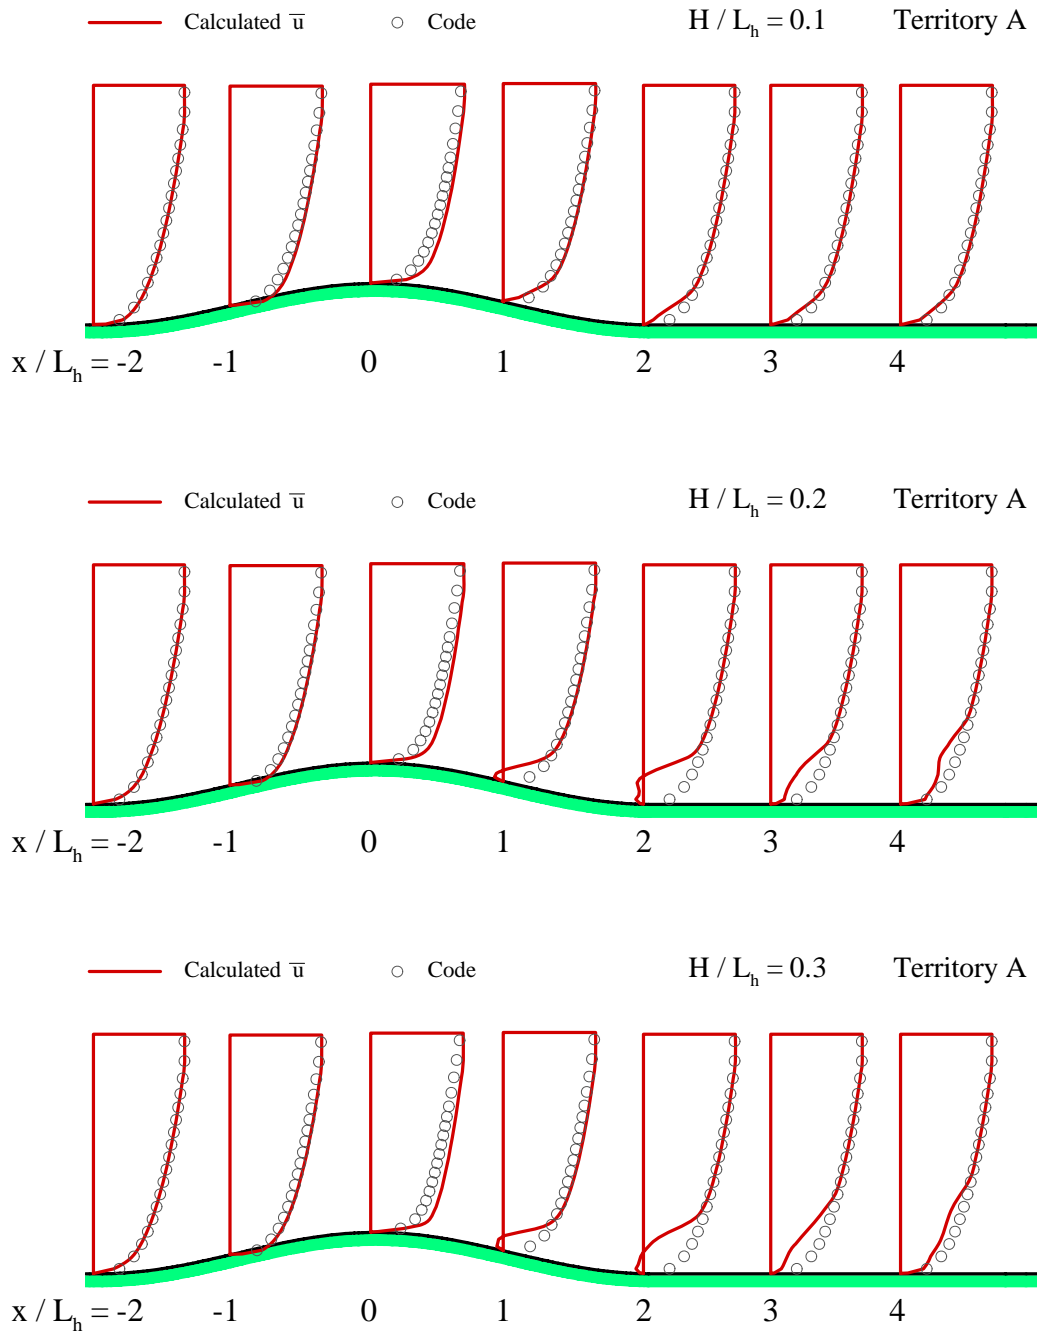 Calculated u̅ Code H / Lₕ = 0.1 Territory A
x / Lₕ = -2 -1 0 1 2 3 4
Calculated u̅ Code H / Lₕ = 0.2 Territory A
x / Lₕ = -2 -1 0 1 2 3 4
Calculated u̅ Code H / Lₕ = 0.3 Territory A
x / Lₕ = -2 -1 0 1 2 3 4